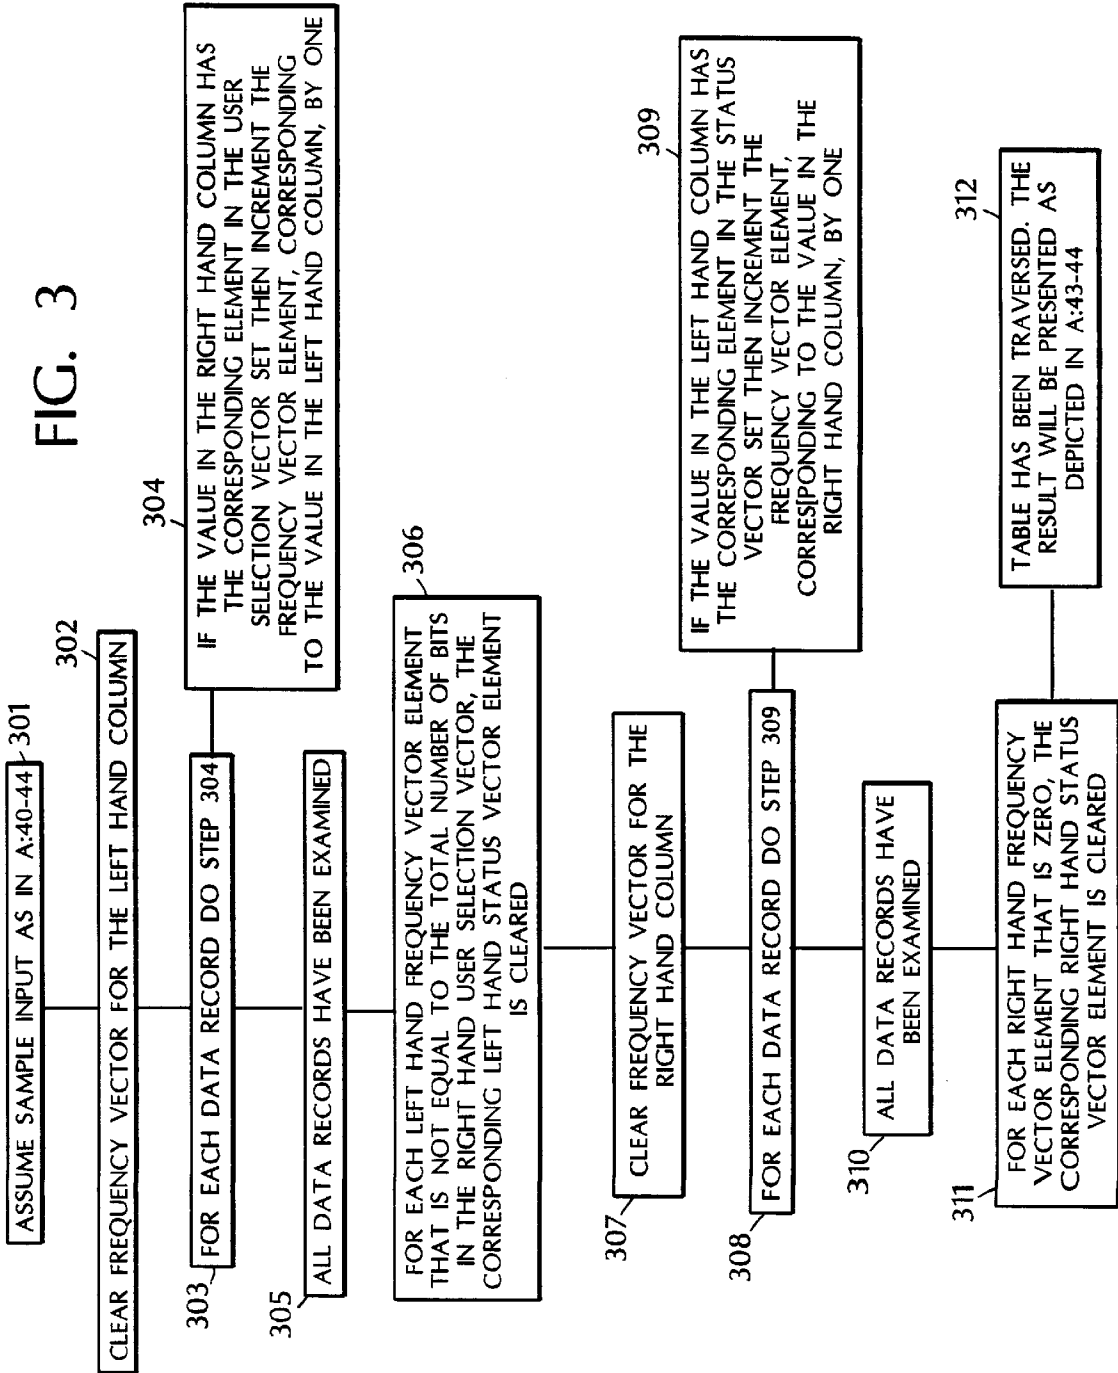 FIG. 3
ASSUME SAMPLE INPUT AS IN A:40-44
301
CLEAR FREQUENCY VECTOR FOR THE LEFT HAND COLUMN
302
303
FOR EACH DATA RECORD DO STEP 304
304
IF THE VALUE IN THE RIGHT HAND COLUMN HAS
THE CORRESPONDING ELEMENT IN THE USER
SELECTION VECTOR SET THEN INCREMENT THE
FREQUENCY VECTOR ELEMENT, CORRESPONDING
TO THE VALUE IN THE LEFT HAND COLUMN, BY ONE
305
ALL DATA RECORDS HAVE BEEN EXAMINED
306
FOR EACH LEFT HAND FREQUENCY VECTOR ELEMENT
THAT IS NOT EQUAL TO THE TOTAL NUMBER OF BITS
IN THE RIGHT HAND USER SELECTION VECTOR, THE
CORRESPONDING LEFT HAND STATUS VECTOR ELEMENT
IS CLEARED
307
CLEAR FREQUENCY VECTOR FOR THE
RIGHT HAND COLUMN
308
FOR EACH DATA RECORD DO STEP 309
309
IF THE VALUE IN THE LEFT HAND COLUMN HAS
THE CORRESPONDING ELEMENT IN THE STATUS
VECTOR SET THEN INCREMENT THE
FREQUENCY VECTOR ELEMENT,
CORRESPONDING TO THE VALUE IN THE
RIGHT HAND COLUMN, BY ONE
310
ALL DATA RECORDS HAVE
BEEN EXAMINED
311
FOR EACH RIGHT HAND FREQUENCY
VECTOR ELEMENT THAT IS ZERO, THE
CORRESPONDING RIGHT HAND STATUS
VECTOR ELEMENT IS CLEARED
312
TABLE HAS BEEN TRAVERSED. THE
RESULT WILL BE PRESENTED AS
DEPICTED IN A:43-44